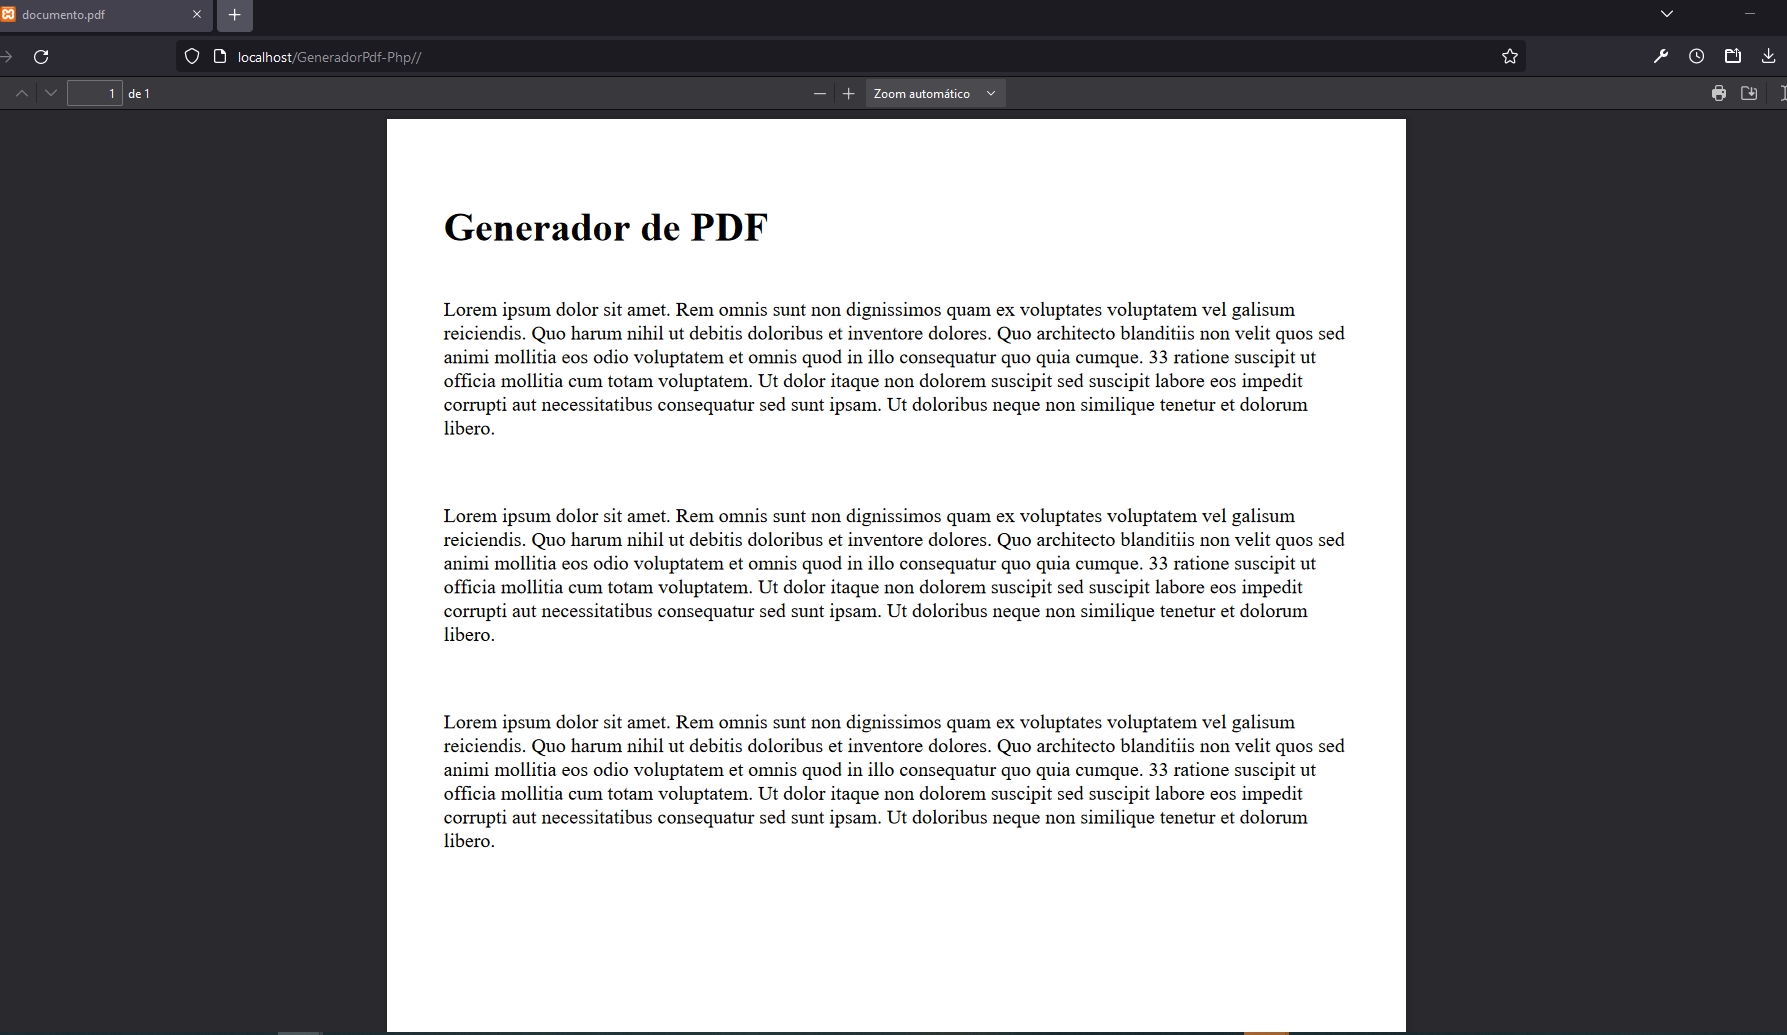 documento.pdf
localhost/GeneradorPdf-Php//
1 de 1
Zoom automático
Generador de PDF
Lorem ipsum dolor sit amet. Rem omnis sunt non dignissimos quam ex voluptates voluptatem vel galisum
reiciendis. Quo harum nihil ut debitis doloribus et inventore dolores. Quo architecto blanditiis non velit quos sed
animi mollitia eos odio voluptatem et omnis quod in illo consequatur quo quia cumque. 33 ratione suscipit ut
officia mollitia cum totam voluptatem. Ut dolor itaque non dolorem suscipit sed suscipit labore eos impedit
corrupti aut necessitatibus consequatur sed sunt ipsam. Ut doloribus neque non similique tenetur et dolorum
libero.
Lorem ipsum dolor sit amet. Rem omnis sunt non dignissimos quam ex voluptates voluptatem vel galisum
reiciendis. Quo harum nihil ut debitis doloribus et inventore dolores. Quo architecto blanditiis non velit quos sed
animi mollitia eos odio voluptatem et omnis quod in illo consequatur quo quia cumque. 33 ratione suscipit ut
officia mollitia cum totam voluptatem. Ut dolor itaque non dolorem suscipit sed suscipit labore eos impedit
corrupti aut necessitatibus consequatur sed sunt ipsam. Ut doloribus neque non similique tenetur et dolorum
libero.
Lorem ipsum dolor sit amet. Rem omnis sunt non dignissimos quam ex voluptates voluptatem vel galisum
reiciendis. Quo harum nihil ut debitis doloribus et inventore dolores. Quo architecto blanditiis non velit quos sed
animi mollitia eos odio voluptatem et omnis quod in illo consequatur quo quia cumque. 33 ratione suscipit ut
officia mollitia cum totam voluptatem. Ut dolor itaque non dolorem suscipit sed suscipit labore eos impedit
corrupti aut necessitatibus consequatur sed sunt ipsam. Ut doloribus neque non similique tenetur et dolorum
libero.